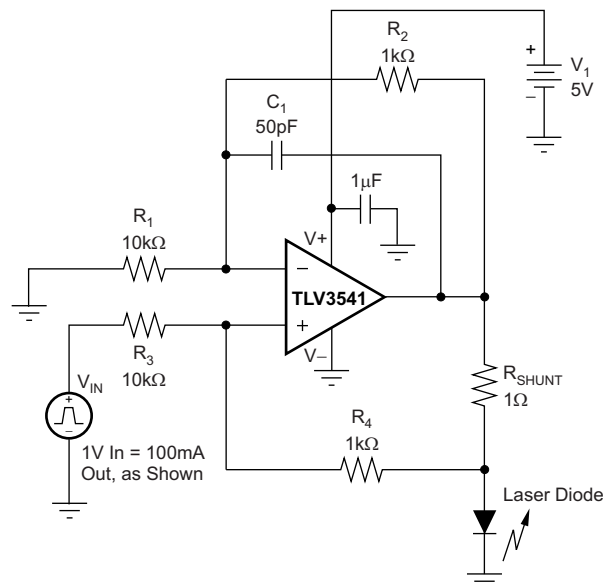 R2
1kΩ
V1
5V
C1
50pF
1μF
R1
10kΩ
V+
TLV3541
V−
R3
10kΩ
VIN
RSHUNT
1Ω
1V In = 100mA
Out, as Shown
R4
1kΩ
Laser Diode